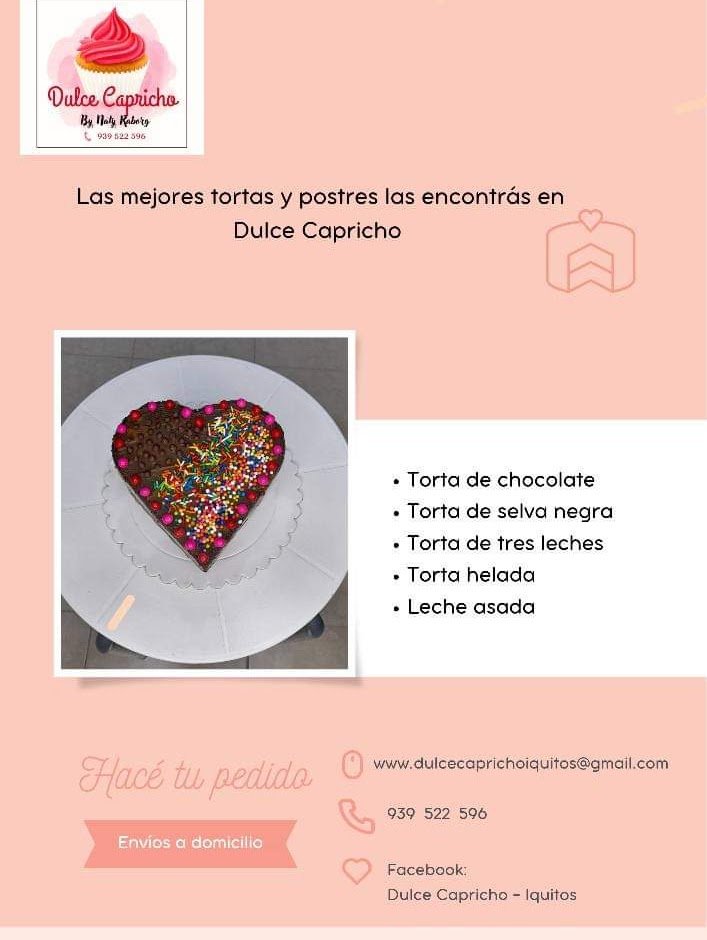 Dulce Capricho
By Naty Raborg
939 522 596
Las mejores tortas y postres las encontrás en
Dulce Capricho
• Torta de chocolate
• Torta de selva negra
• Torta de tres leches
• Torta helada
• Leche asada
Hacé tu pedido
Envíos a domicilio
www.dulcecaprichoiquitos@gmail.com
939 522 596
Facebook:
Dulce Capricho - Iquitos